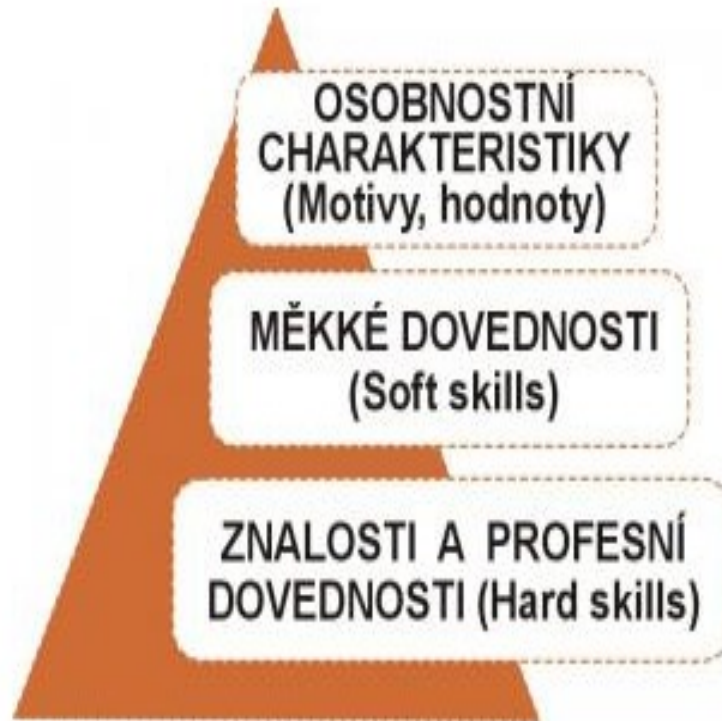 OSOBNOSTNÍ
CHARAKTERISTIKY
(Motivy, hodnoty)
MĚKKÉ DOVEDNOSTI
(Soft skills)
ZNALOSTI A PROFESNÍ
DOVEDNOSTI (Hard skills)